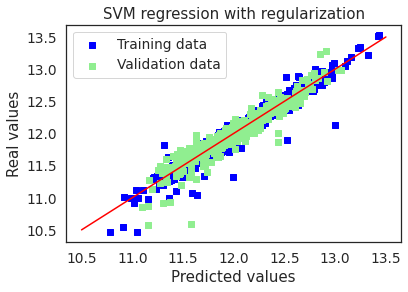 SVM regression with regularization
Training data
Validation data
Real values
13.5
13.0
12.5
12.0
11.5
11.0
10.5
10.5 11.0 11.5 12.0 12.5 13.0 13.5
Predicted values